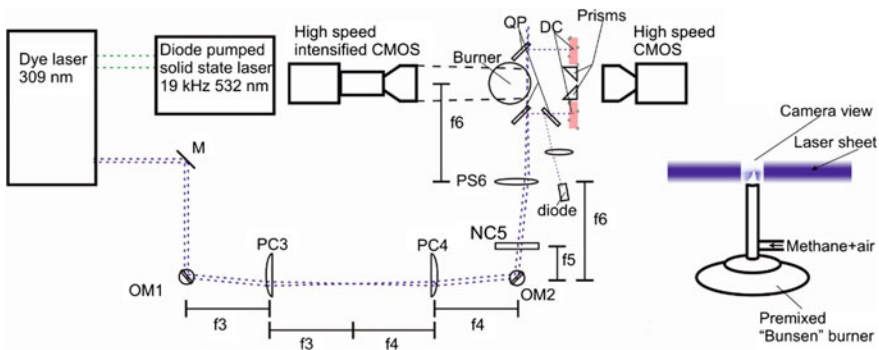 Dye laser
309 nm
Diode pumped
solid state laser
19 kHz 532 nm
High speed
intensified CMOS
QP
DC
Prisms
Burner
High speed
CMOS
f6
M
PS6
diode
f6
NC5
f5
PC3
PC4
OM1
OM2
f3
f4
f3
f4
Camera view
Laser sheet
Methane+air
Premixed
“Bunsen” burner